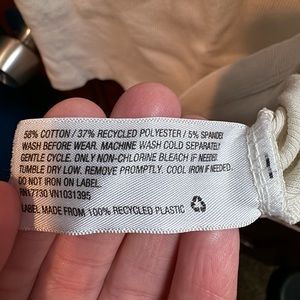 58% COTTON / 37% RECYCLED POLYESTER / 5% SPANDEX
WASH BEFORE WEAR. MACHINE WASH COLD SEPARATELY
GENTLE CYCLE. ONLY NON-CHLORINE BLEACH IF NEEDED.
TUMBLE DRY LOW. REMOVE PROMPTLY. COOL IRON IF NEEDED.
DO NOT IRON ON LABEL.
VN1031395
LABEL MADE FROM 100% RECYCLED PLASTIC